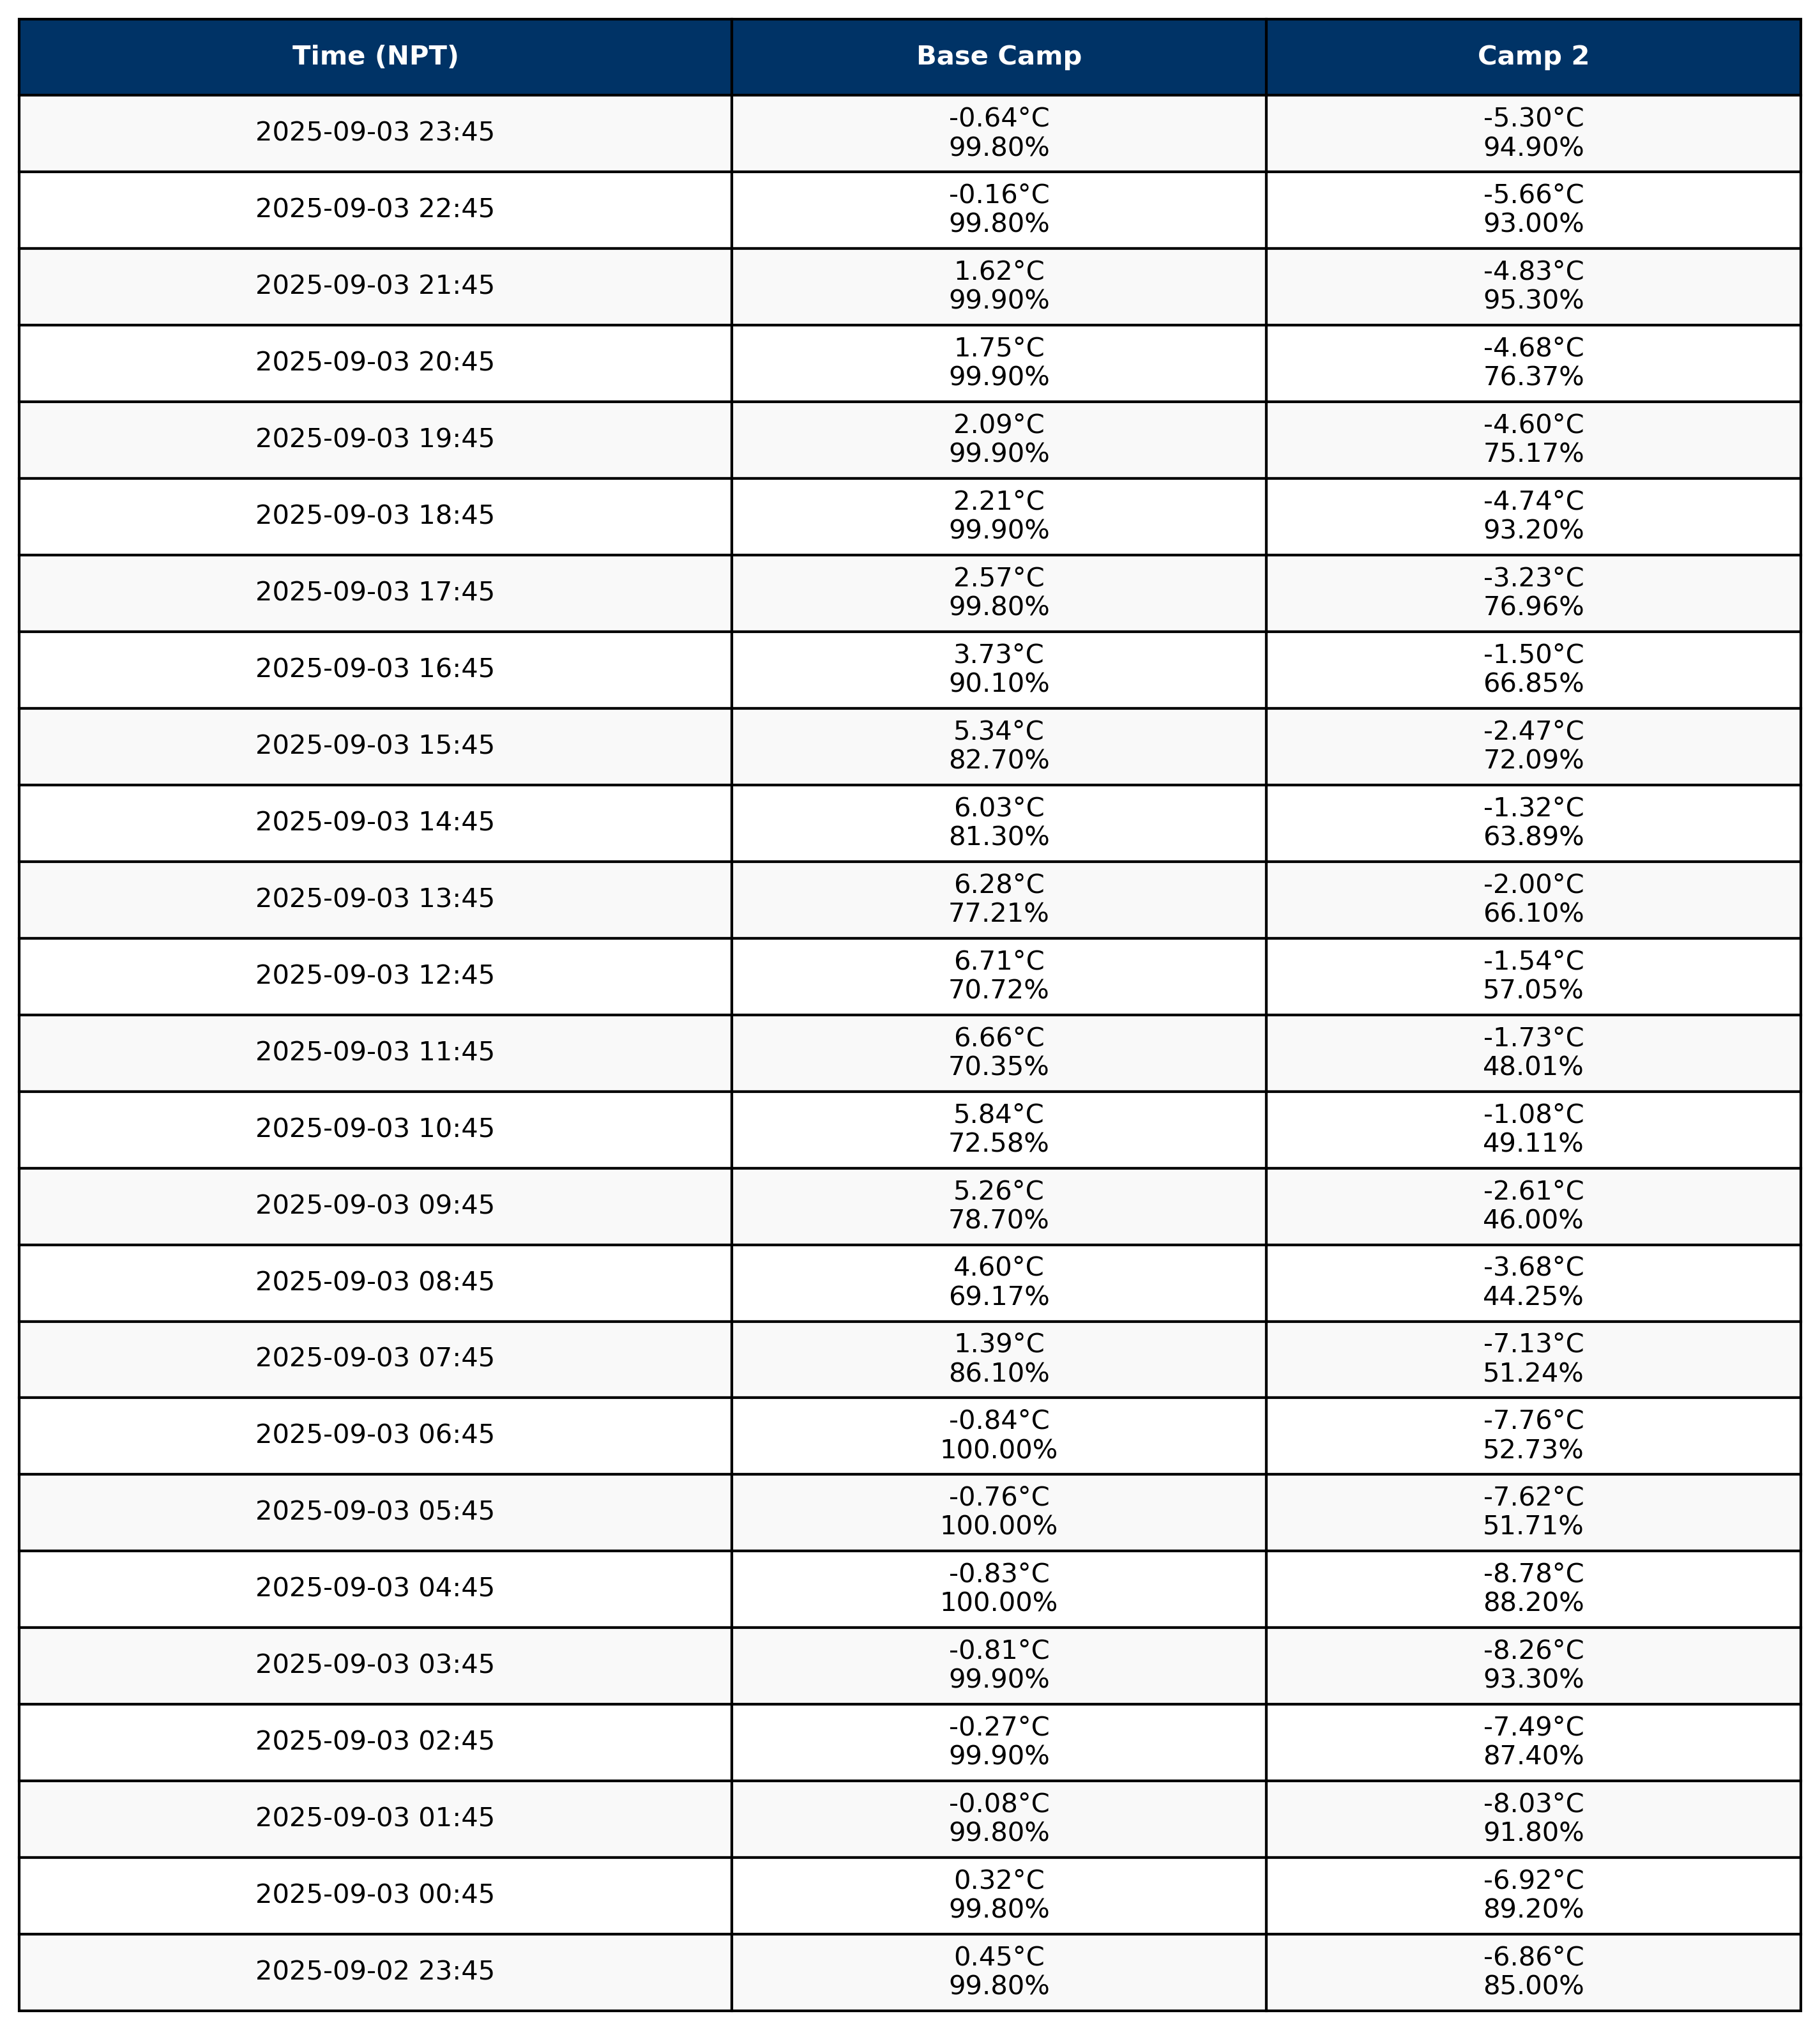 Time (NPT) Base Camp Camp 2
2025-09-03 23:45 -0.64°C -5.30°C
99.80% 94.90%
2025-09-03 22:45 -0.16°C -5.66°C
99.80% 93.00%
2025-09-03 21:45 1.62°C -4.83°C
99.90% 95.30%
2025-09-03 20:45 1.75°C -4.68°C
99.90% 76.37%
2025-09-03 19:45 2.09°C -4.60°C
99.90% 75.17%
2025-09-03 18:45 2.21°C -4.74°C
99.90% 93.20%
2025-09-03 17:45 2.57°C -3.23°C
99.80% 76.96%
2025-09-03 16:45 3.73°C -1.50°C
90.10% 66.85%
2025-09-03 15:45 5.34°C -2.47°C
82.70% 72.09%
2025-09-03 14:45 6.03°C -1.32°C
81.30% 63.89%
2025-09-03 13:45 6.28°C -2.00°C
77.21% 66.10%
2025-09-03 12:45 6.71°C -1.54°C
70.72% 57.05%
2025-09-03 11:45 6.66°C -1.73°C
70.35% 48.01%
2025-09-03 10:45 5.84°C -1.08°C
72.58% 49.11%
2025-09-03 09:45 5.26°C -2.61°C
78.70% 46.00%
2025-09-03 08:45 4.60°C -3.68°C
69.17% 44.25%
2025-09-03 07:45 1.39°C -7.13°C
86.10% 51.24%
2025-09-03 06:45 -0.84°C -7.76°C
100.00% 52.73%
2025-09-03 05:45 -0.76°C -7.62°C
100.00% 51.71%
2025-09-03 04:45 -0.83°C -8.78°C
100.00% 88.20%
2025-09-03 03:45 -0.81°C -8.26°C
99.90% 93.30%
2025-09-03 02:45 -0.27°C -7.49°C
99.90% 87.40%
2025-09-03 01:45 -0.08°C -8.03°C
99.80% 91.80%
2025-09-03 00:45 0.32°C -6.92°C
99.80% 89.20%
2025-09-02 23:45 0.45°C -6.86°C
99.80% 85.00%